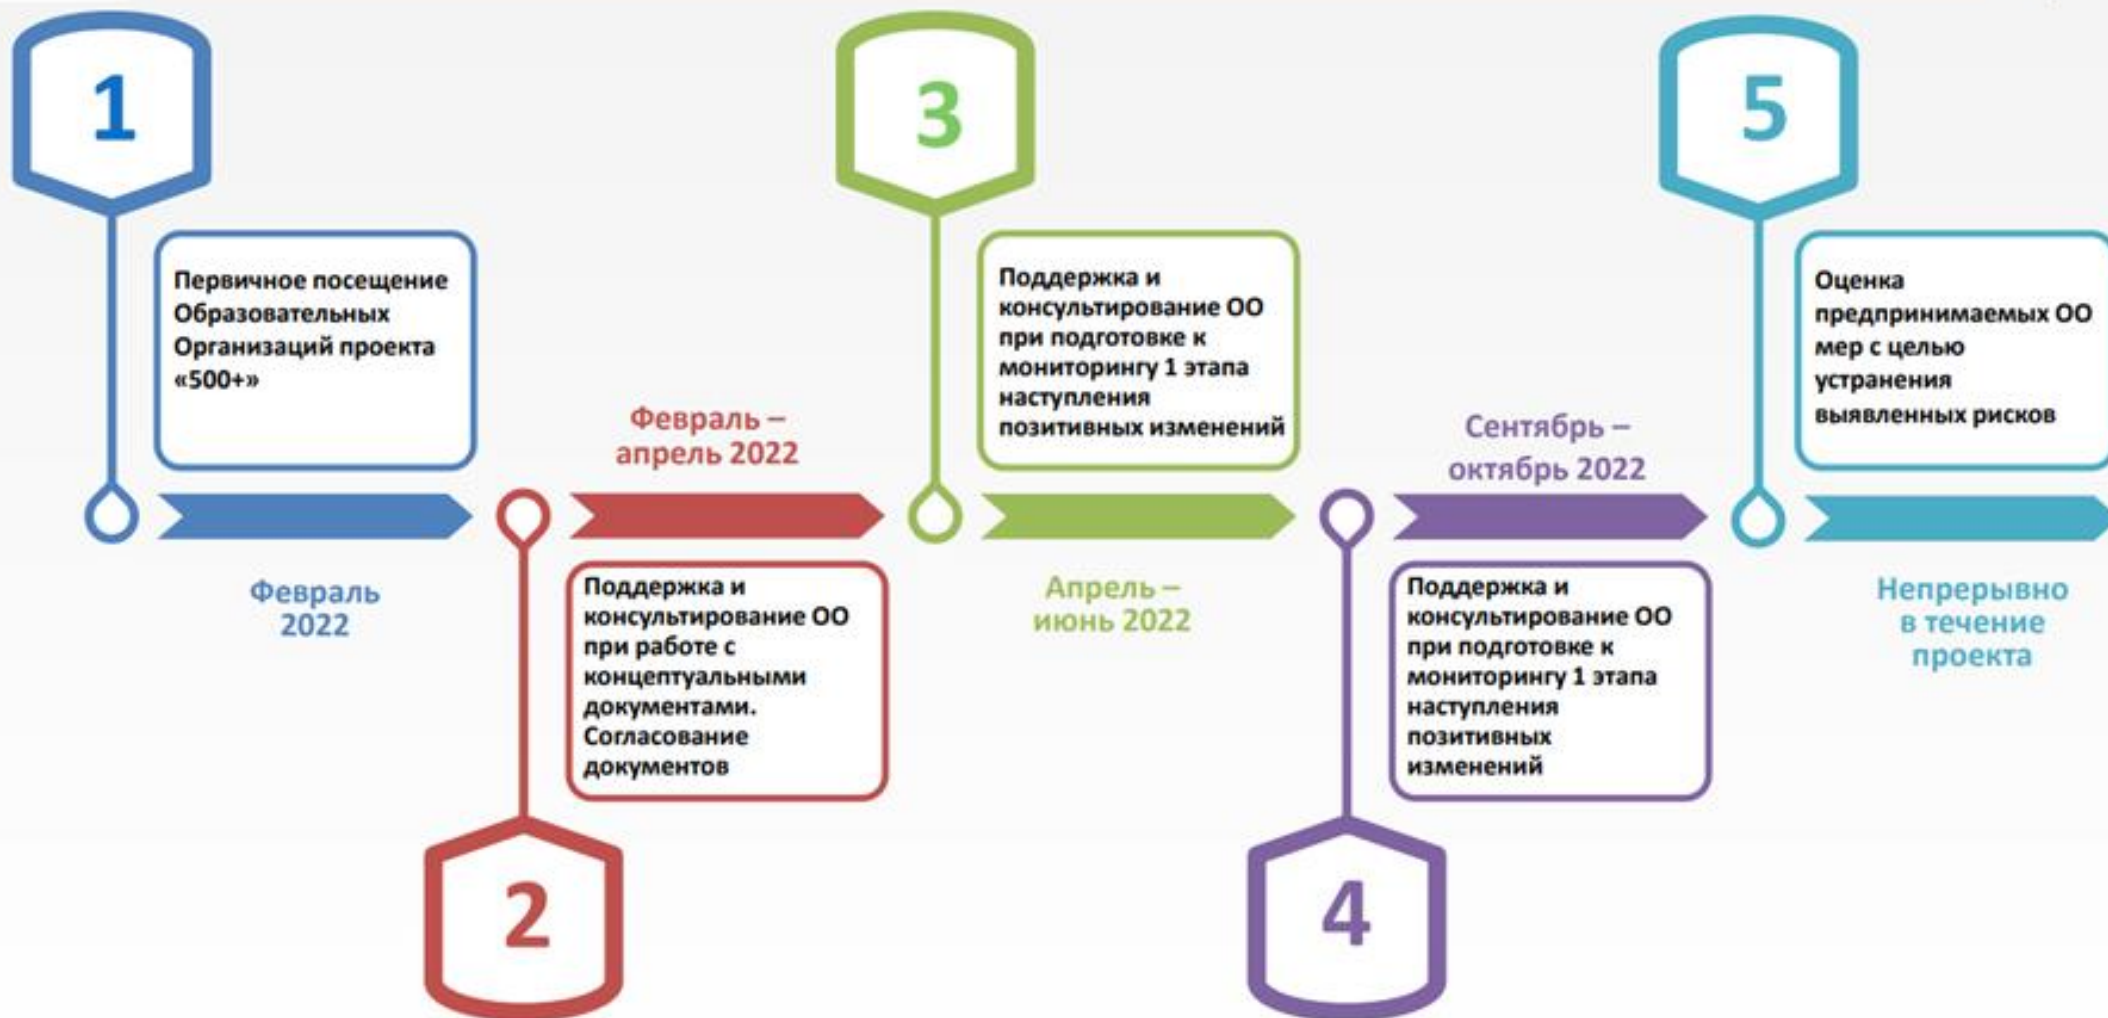 1
Первичное посещение
Образовательных
Организаций проекта
«500+»
Февраль
2022
2
Февраль –
апрель 2022
Поддержка и
консультирование ОО
при работе с
концептуальными
документами.
Согласование
документов
3
Поддержка и
консультирование ОО
при подготовке к
мониторингу 1 этапа
наступления
позитивных изменений
Апрель –
июнь 2022
4
Сентябрь –
октябрь 2022
Поддержка и
консультирование ОО
при подготовке к
мониторингу 1 этапа
наступления
позитивных
изменений
5
Оценка
предпринимаемых ОО
мер с целью
устранения
выявленных рисков
Непрерывно
в течение
проекта